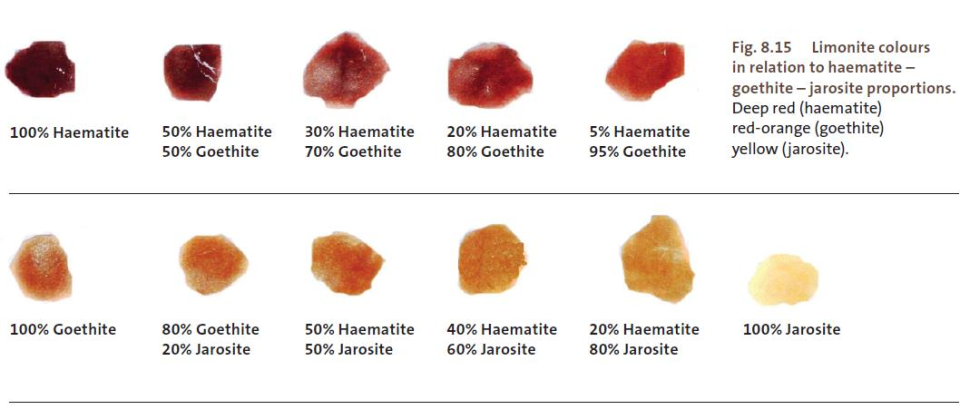 Fig. 8.15 Limonite colours
in relation to haematite –
goethite – jarosite proportions.
Deep red (haematite)
red-orange (goethite)
yellow (jarosite).
100% Haematite
50% Haematite
50% Goethite
30% Haematite
70% Goethite
20% Haematite
80% Goethite
5% Haematite
95% Goethite
100% Goethite
80% Goethite
20% Jarosite
50% Haematite
50% Jarosite
40% Haematite
60% Jarosite
20% Haematite
80% Jarosite
100% Jarosite